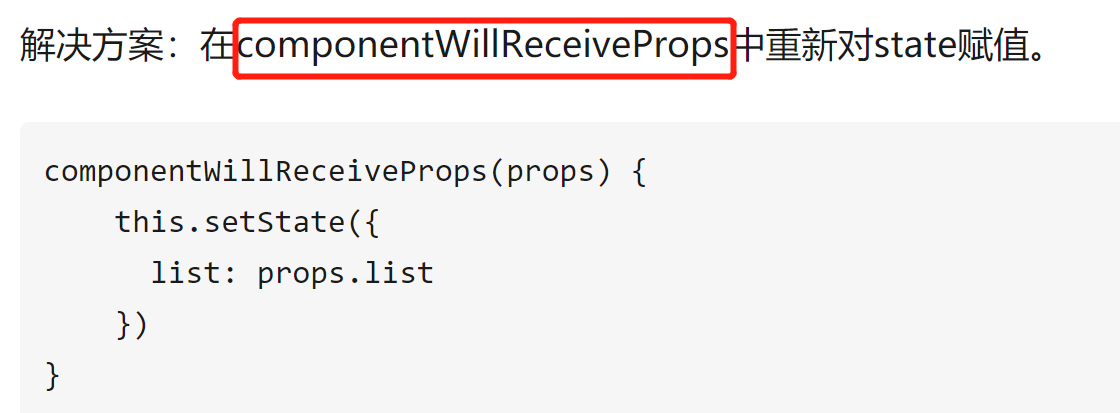 解决方案：在componentWillReceiveProps中重新对state赋值。
componentWillReceiveProps(props) {
    this.setState({
      list: props.list
    })
}